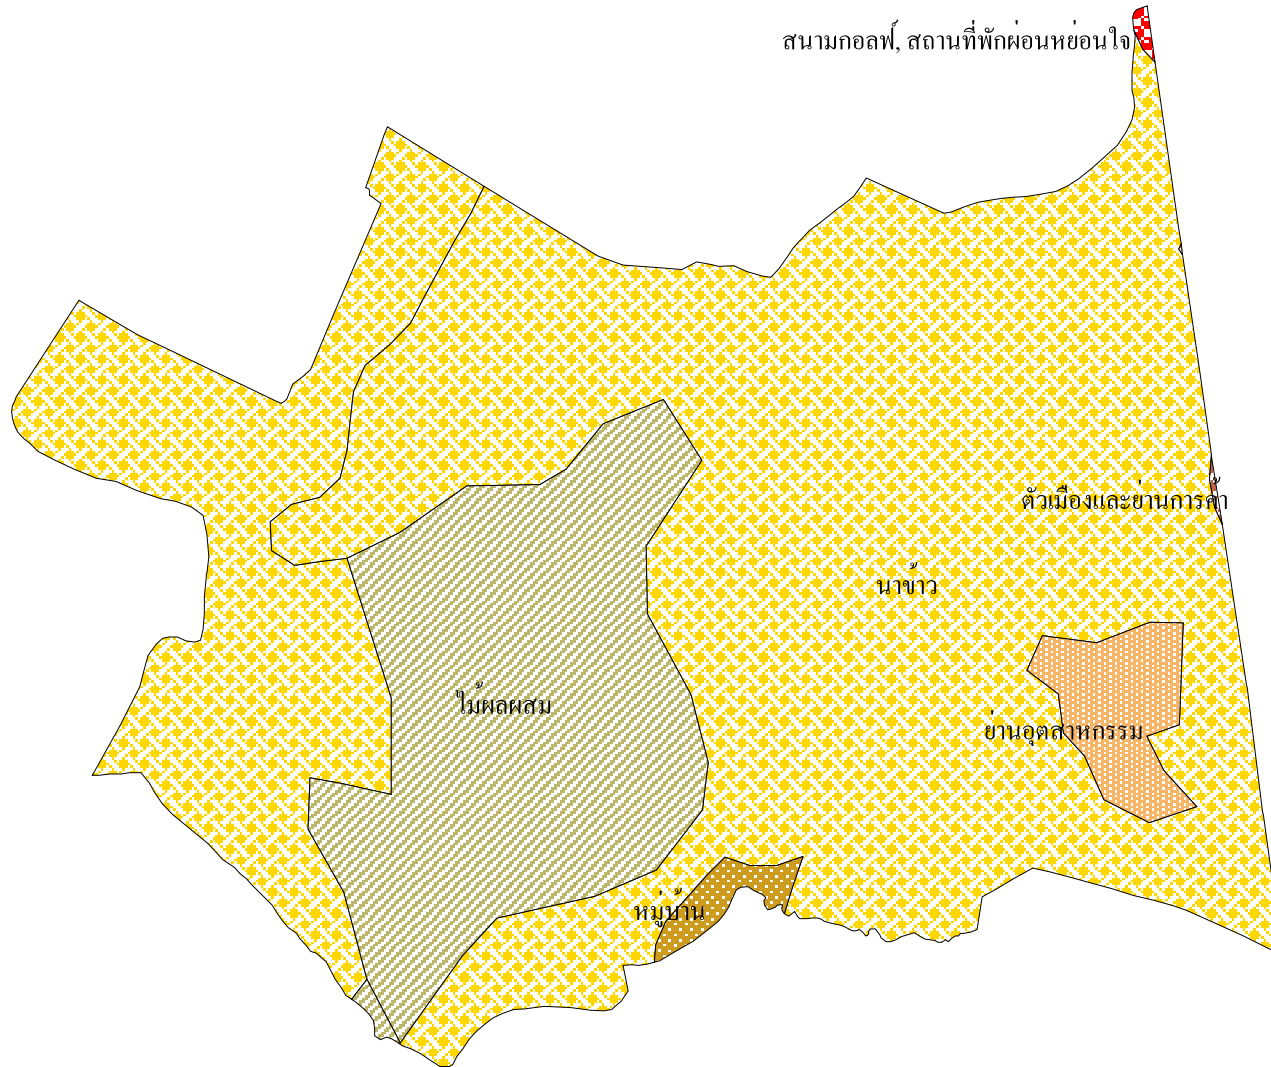 สนามกอลฟ์, สถานที่พักผ่อนหย่อนใจ
ตัวเมืองและย่านการค้า
นาข้าว
ไม้ผลผสม
ย่านอุตสาหกรรม
หมู่บ้าน